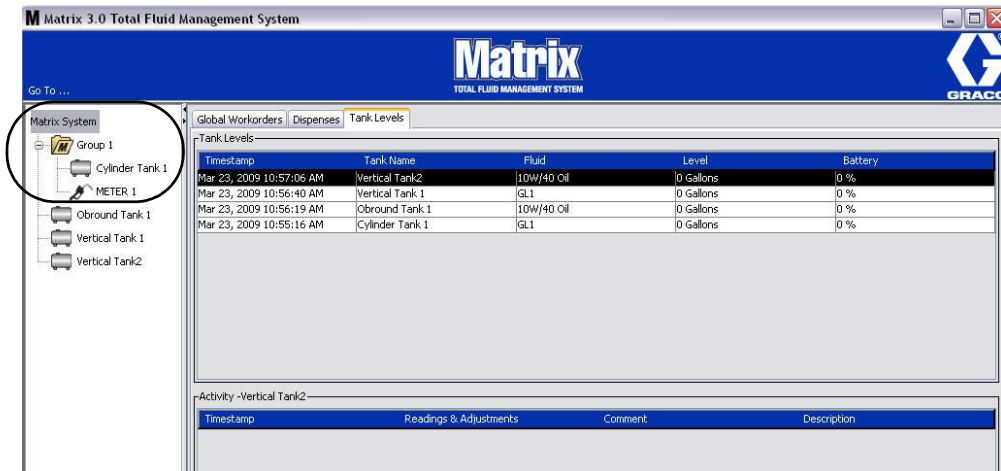 Matrix 3.0 Total Fluid Management System
Matrix
TOTAL FLUID MANAGEMENT SYSTEM
Go To ...
GRACO
Matrix System
Group 1
Cylinder Tank 1
METER 1
Obround Tank 1
Vertical Tank 1
Vertical Tank2
Global Workorders Dispenses Tank Levels
Tank Levels
Timestamp Tank Name Fluid Level Battery
Mar 23, 2009 10:57:06 AM Vertical Tank2 10W/40 Oil 0 Gallons 0 %
Mar 23, 2009 10:56:40 AM Vertical Tank 1 GL1 0 Gallons 0 %
Mar 23, 2009 10:56:19 AM Obround Tank 1 10W/40 Oil 0 Gallons 0 %
Mar 23, 2009 10:55:16 AM Cylinder Tank 1 GL1 0 Gallons 0 %
Activity -Vertical Tank2
Timestamp Readings & Adjustments Comment Description